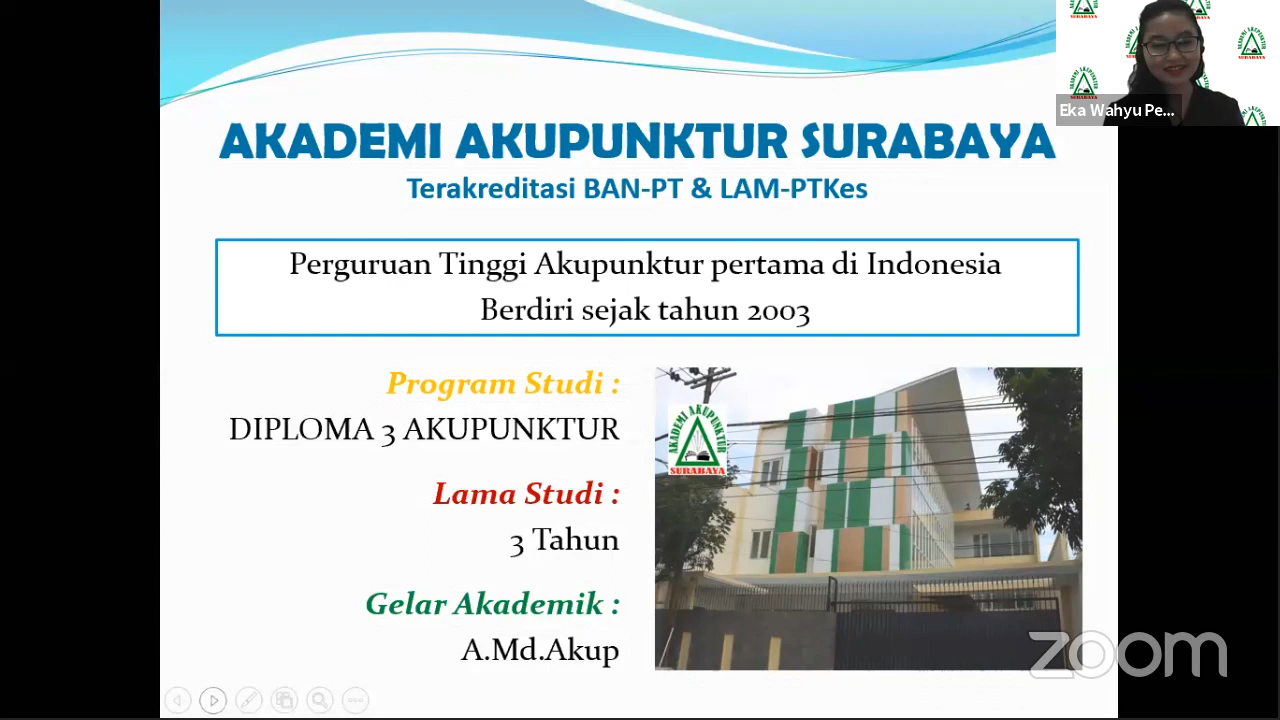 AKADEMI AKUPUNKTUR SURABAYA
Terakreditasi BAN-PT & LAM-PTKes
Perguruan Tinggi Akupunktur pertama di Indonesia
Berdiri sejak tahun 2003
Program Studi :
DIPLOMA 3 AKUPUNKTUR
Lama Studi :
3 Tahun
Gelar Akademik :
A.Md.Akup
AKADEMI AKUPUNKTUR
SURABAYA
Eka Wahyu Pe...
zoom